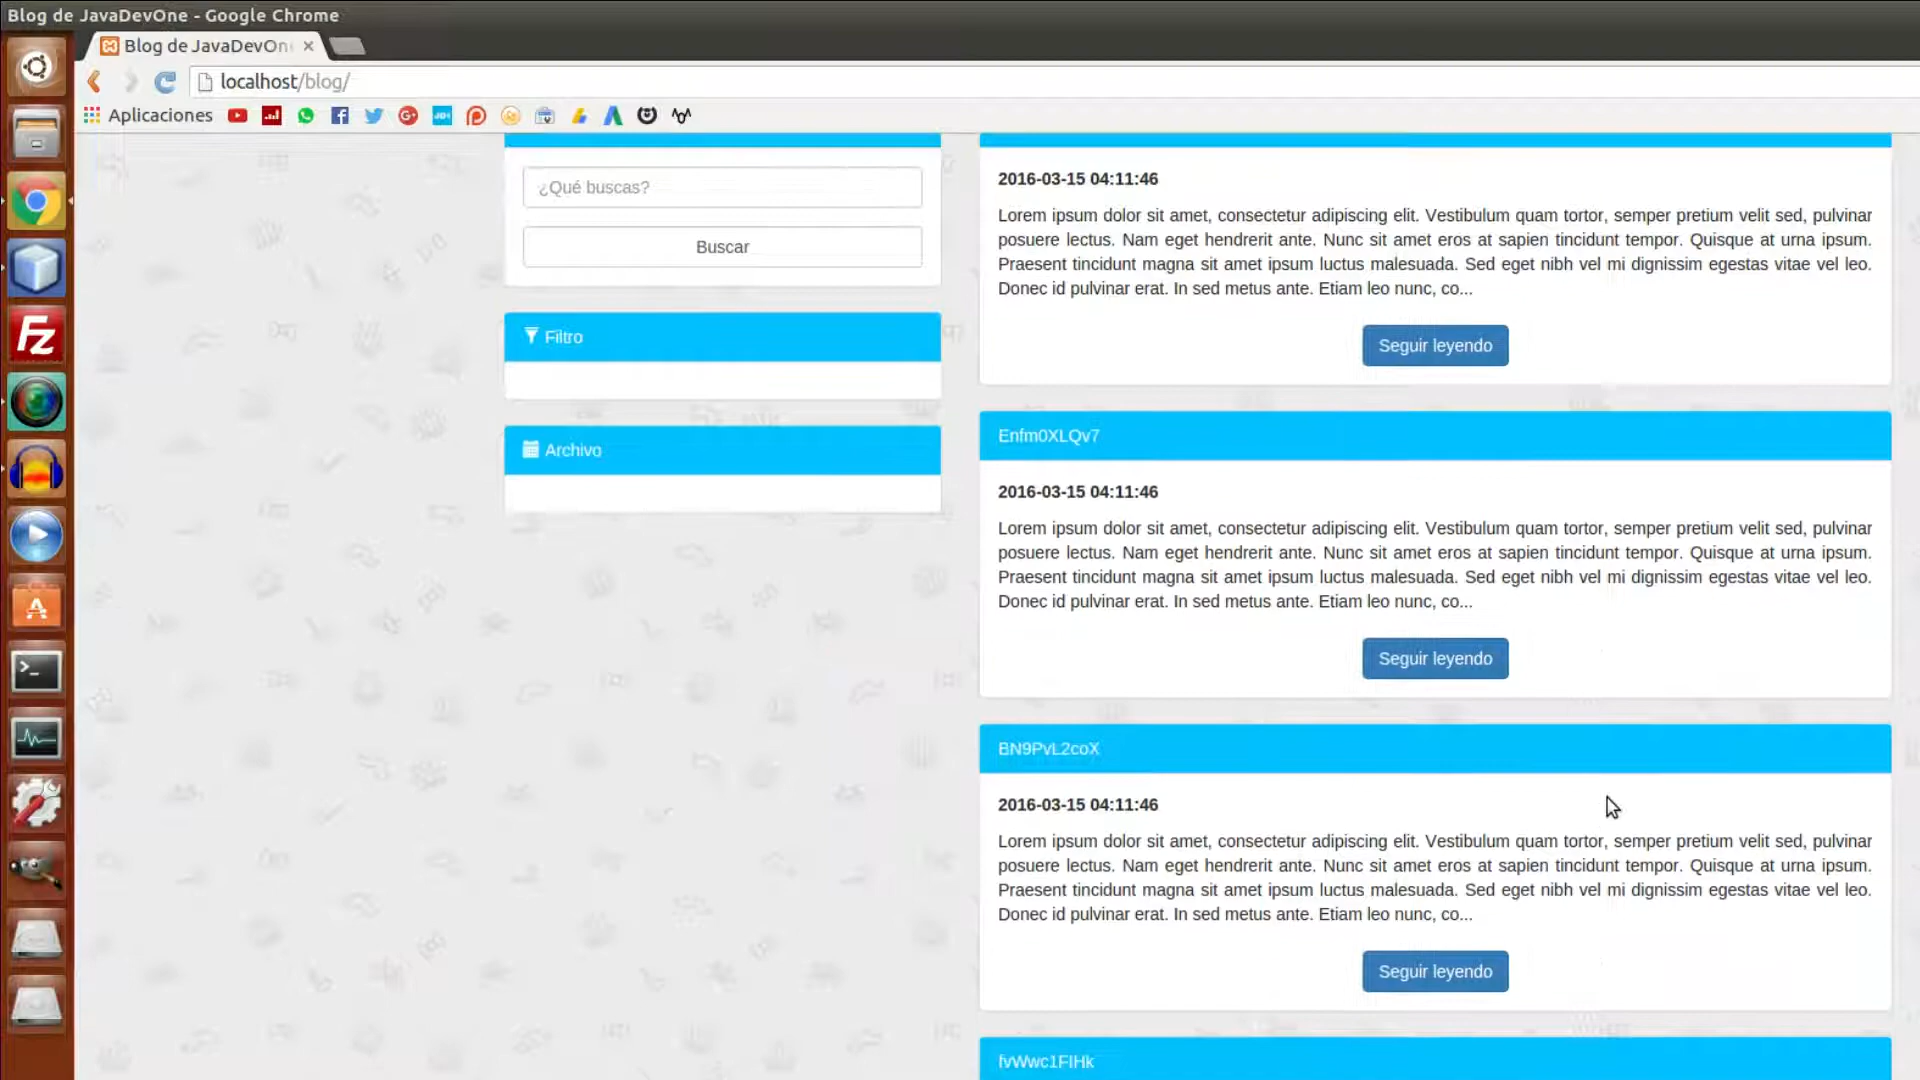 Blog de JavaDevOne - Google Chrome
Blog de JavaDevOn
localhost/blog/
Aplicaciones
¿Qué buscas?
Buscar
Filtro
Archivo
2016-03-15 04:11:46
Lorem ipsum dolor sit amet, consectetur adipiscing elit. Vestibulum quam tortor, semper pretium velit sed, pulvinar
posuere lectus. Nam eget hendrerit ante. Nunc sit amet eros at sapien tincidunt tempor. Quisque at urna ipsum.
Praesent tincidunt magna sit amet ipsum luctus malesuada. Sed eget nibh vel mi dignissim egestas vitae vel leo.
Donec id pulvinar erat. In sed metus ante. Etiam leo nunc, co...
Seguir leyendo
Enfm0XLQv7
2016-03-15 04:11:46
Lorem ipsum dolor sit amet, consectetur adipiscing elit. Vestibulum quam tortor, semper pretium velit sed, pulvinar
posuere lectus. Nam eget hendrerit ante. Nunc sit amet eros at sapien tincidunt tempor. Quisque at urna ipsum.
Praesent tincidunt magna sit amet ipsum luctus malesuada. Sed eget nibh vel mi dignissim egestas vitae vel leo.
Donec id pulvinar erat. In sed metus ante. Etiam leo nunc, co...
Seguir leyendo
BN9PvL2coX
2016-03-15 04:11:46
Lorem ipsum dolor sit amet, consectetur adipiscing elit. Vestibulum quam tortor, semper pretium velit sed, pulvinar
posuere lectus. Nam eget hendrerit ante. Nunc sit amet eros at sapien tincidunt tempor. Quisque at urna ipsum.
Praesent tincidunt magna sit amet ipsum luctus malesuada. Sed eget nibh vel mi dignissim egestas vitae vel leo.
Donec id pulvinar erat. In sed metus ante. Etiam leo nunc, co...
Seguir leyendo